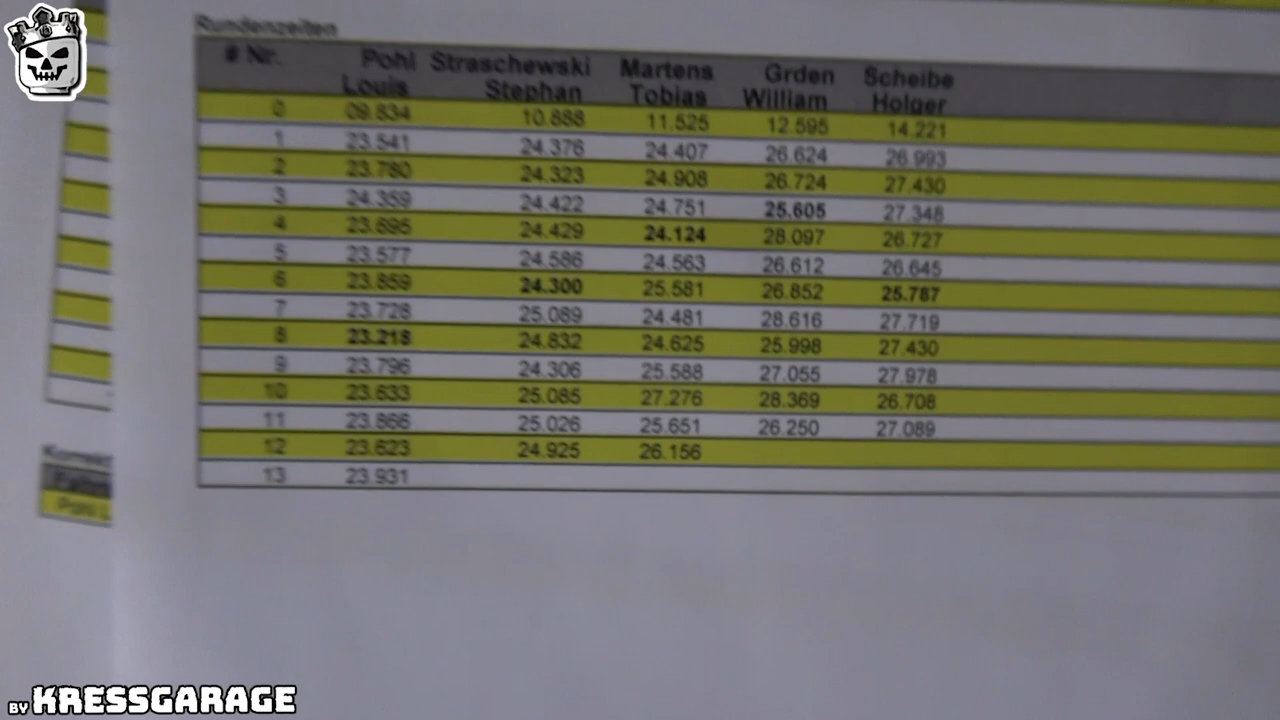 Rundenzeiten
# Nr. Pohl Louis Straschewski Stephan Martens Tobias Grden William Scheibe Holger
0 09.834 10.888 11.525 12.595 14.221
1 23.541 24.376 24.407 26.624 26.993
2 23.780 24.323 24.908 26.724 27.430
3 24.359 24.422 24.751 25.605 27.348
4 23.695 24.429 24.124 28.097 26.727
5 23.577 24.586 24.563 26.612 26.645
6 23.859 24.300 25.581 26.852 25.787
7 23.728 25.089 24.481 28.616 27.719
8 23.218 24.832 24.625 25.998 27.430
9 23.796 24.306 25.588 27.055 27.978
10 23.633 25.085 27.276 28.369 26.708
11 23.866 25.026 25.651 26.250 27.089
12 23.623 24.925 26.156
13 23.931
BY KRESSGARAGE